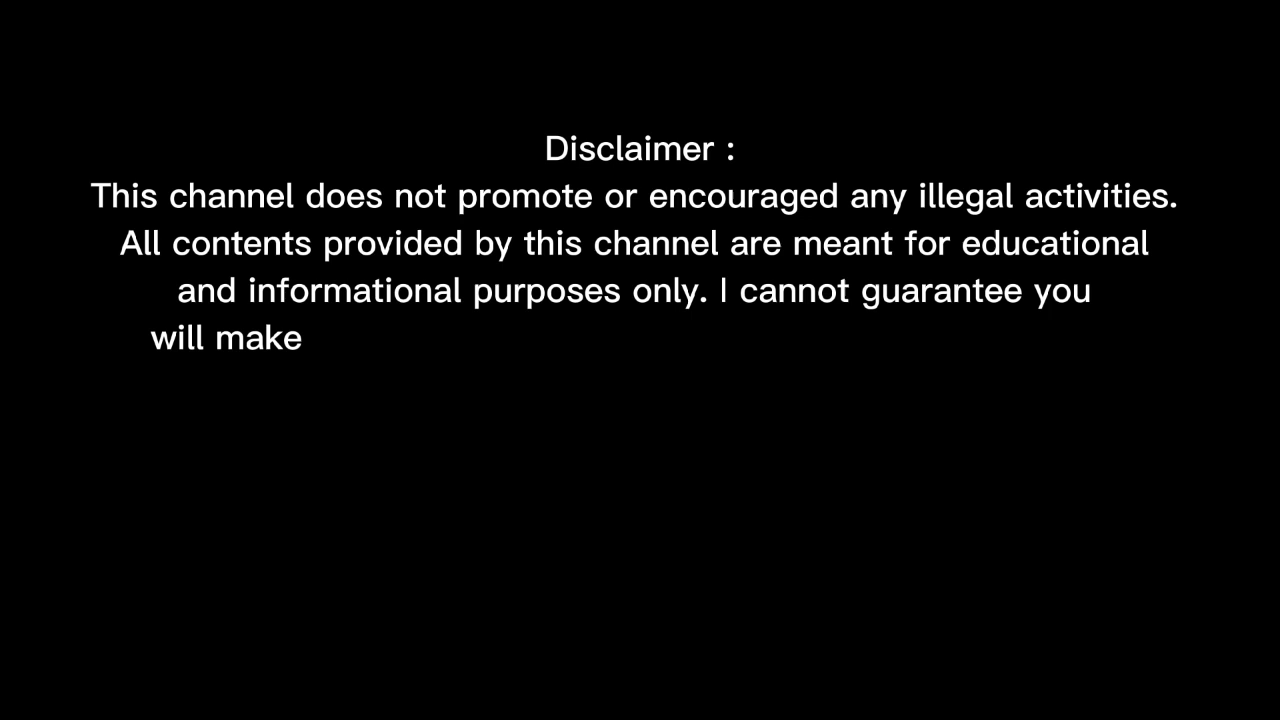 Disclaimer :
This channel does not promote or encouraged any illegal activities.
All contents provided by this channel are meant for educational
and informational purposes only. I cannot guarantee you
will make